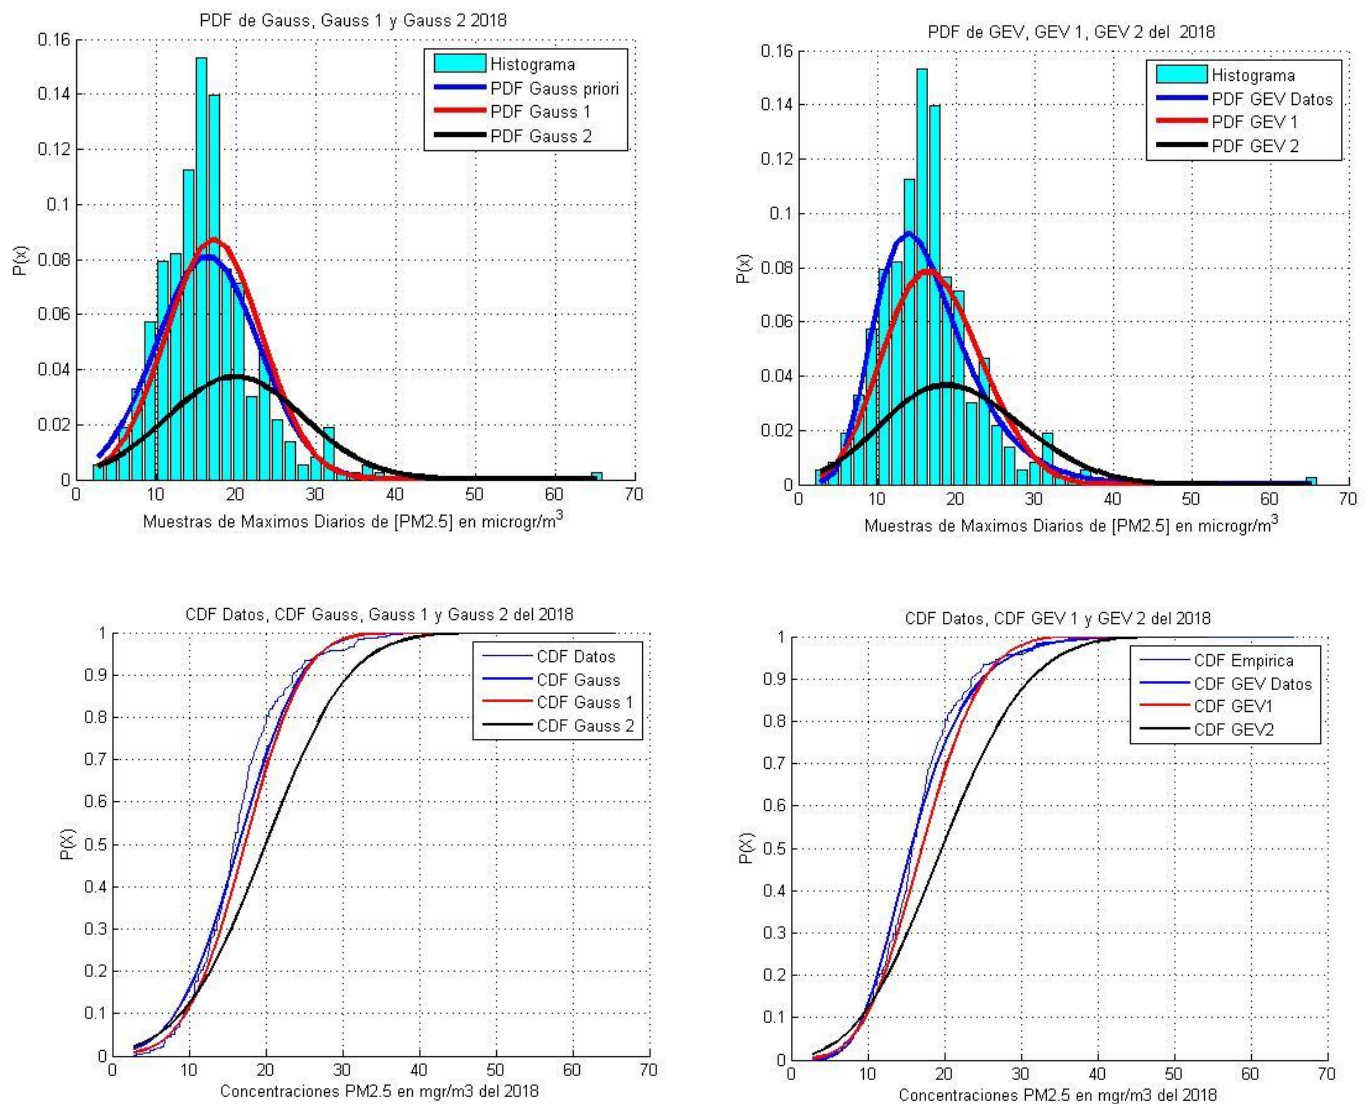 PDF de Gauss, Gauss 1 y Gauss 2 2018
0.16
0.14
0.12
0.1
0.08
0.06
0.04
0.02
0
P(x)
Histograma
PDF Gauss priori
PDF Gauss 1
PDF Gauss 2
0 10 20 30 40 50 60 70
Muestras de Maximos Diarios de [PM2.5] en microgr/m³
PDF de GEV, GEV 1, GEV 2 del 2018
0.16
0.14
0.12
0.1
0.08
0.06
0.04
0.02
0
P(x)
Histograma
PDF GEV Datos
PDF GEV 1
PDF GEV 2
0 10 20 30 40 50 60 70
Muestras de Maximos Diarios de [PM2.5] en microgr/m³
CDF Datos, CDF Gauss, Gauss 1 y Gauss 2 del 2018
1
0.9
0.8
0.7
0.6
0.5
0.4
0.3
0.2
0.1
0
P(X)
CDF Datos
CDF Gauss
CDF Gauss 1
CDF Gauss 2
0 10 20 30 40 50 60 70
Concentraciones PM2.5 en mgr/m3 del 2018
CDF Datos, CDF GEV 1 y GEV 2 del 2018
1
0.9
0.8
0.7
0.6
0.5
0.4
0.3
0.2
0.1
0
P(X)
CDF Empirica
CDF GEV Datos
CDF GEV1
CDF GEV2
0 10 20 30 40 50 60 70
Concentraciones PM2.5 en mgr/m3 del 2018